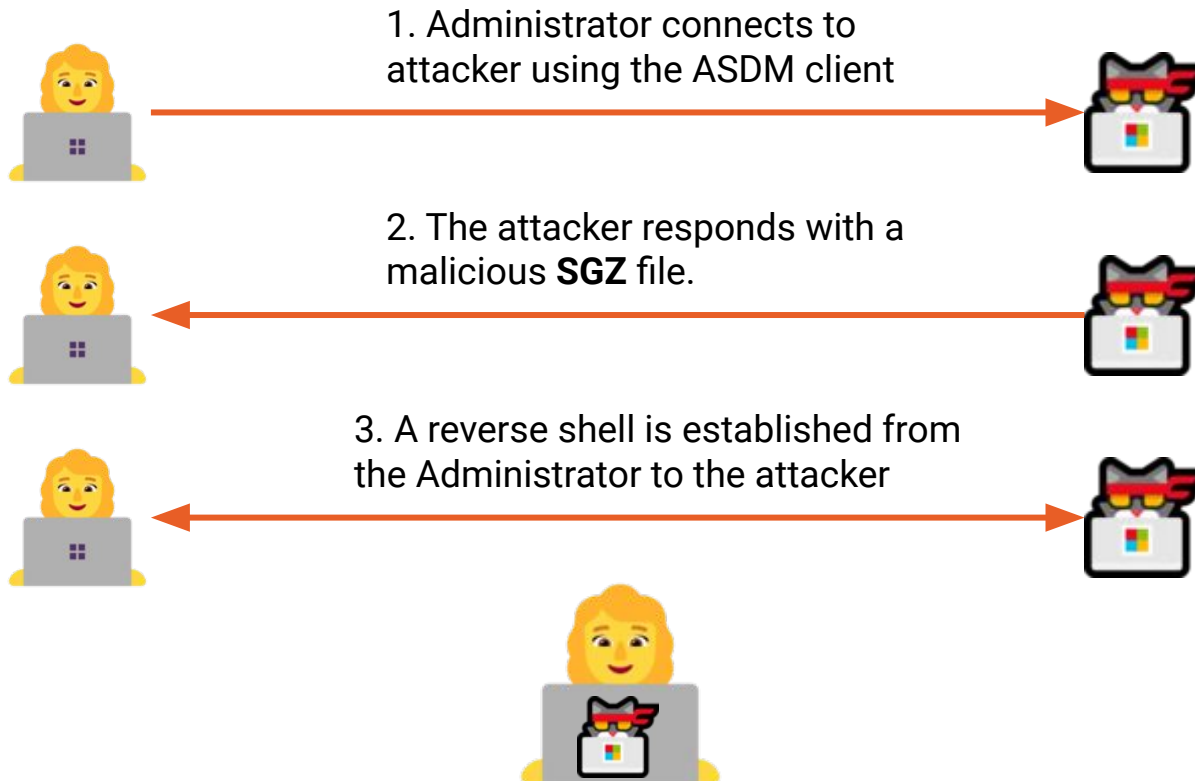 1. Administrator connects to
attacker using the ASDM client
2. The attacker responds with a
malicious SGZ file.
3. A reverse shell is established from
the Administrator to the attacker